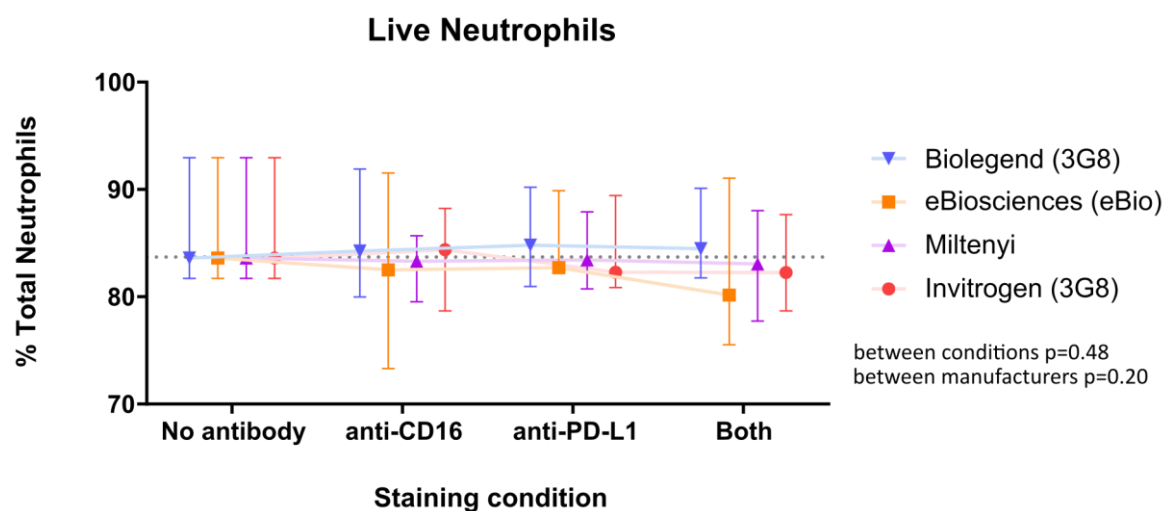 Live Neutrophils
% Total Neutrophils
100
90
80
70
No antibody
anti-CD16
anti-PD-L1
Both
Staining condition
Biolegend (3G8)
eBiosciences (eBio)
Miltenyi
Invitrogen (3G8)
between conditions p=0.48
between manufacturers p=0.20